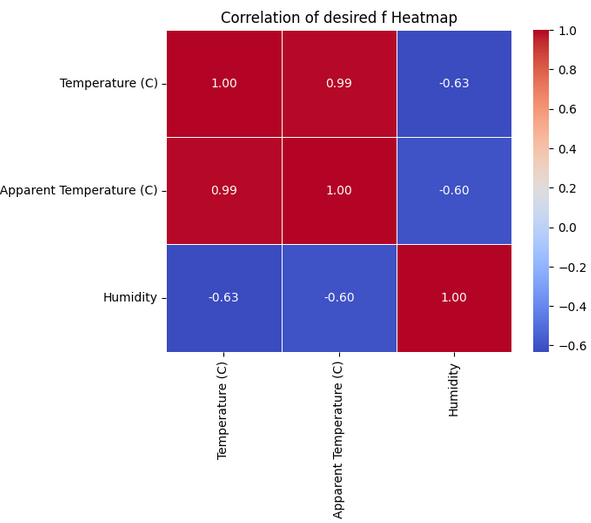 Correlation of desired f Heatmap
Temperature (C)
1.00
0.99
-0.63
Apparent Temperature (C)
0.99
1.00
-0.60
Humidity
-0.63
-0.60
1.00
Temperature (C)
Apparent Temperature (C)
Humidity
1.0
0.8
0.6
0.4
0.2
0.0
−0.2
−0.4
−0.6